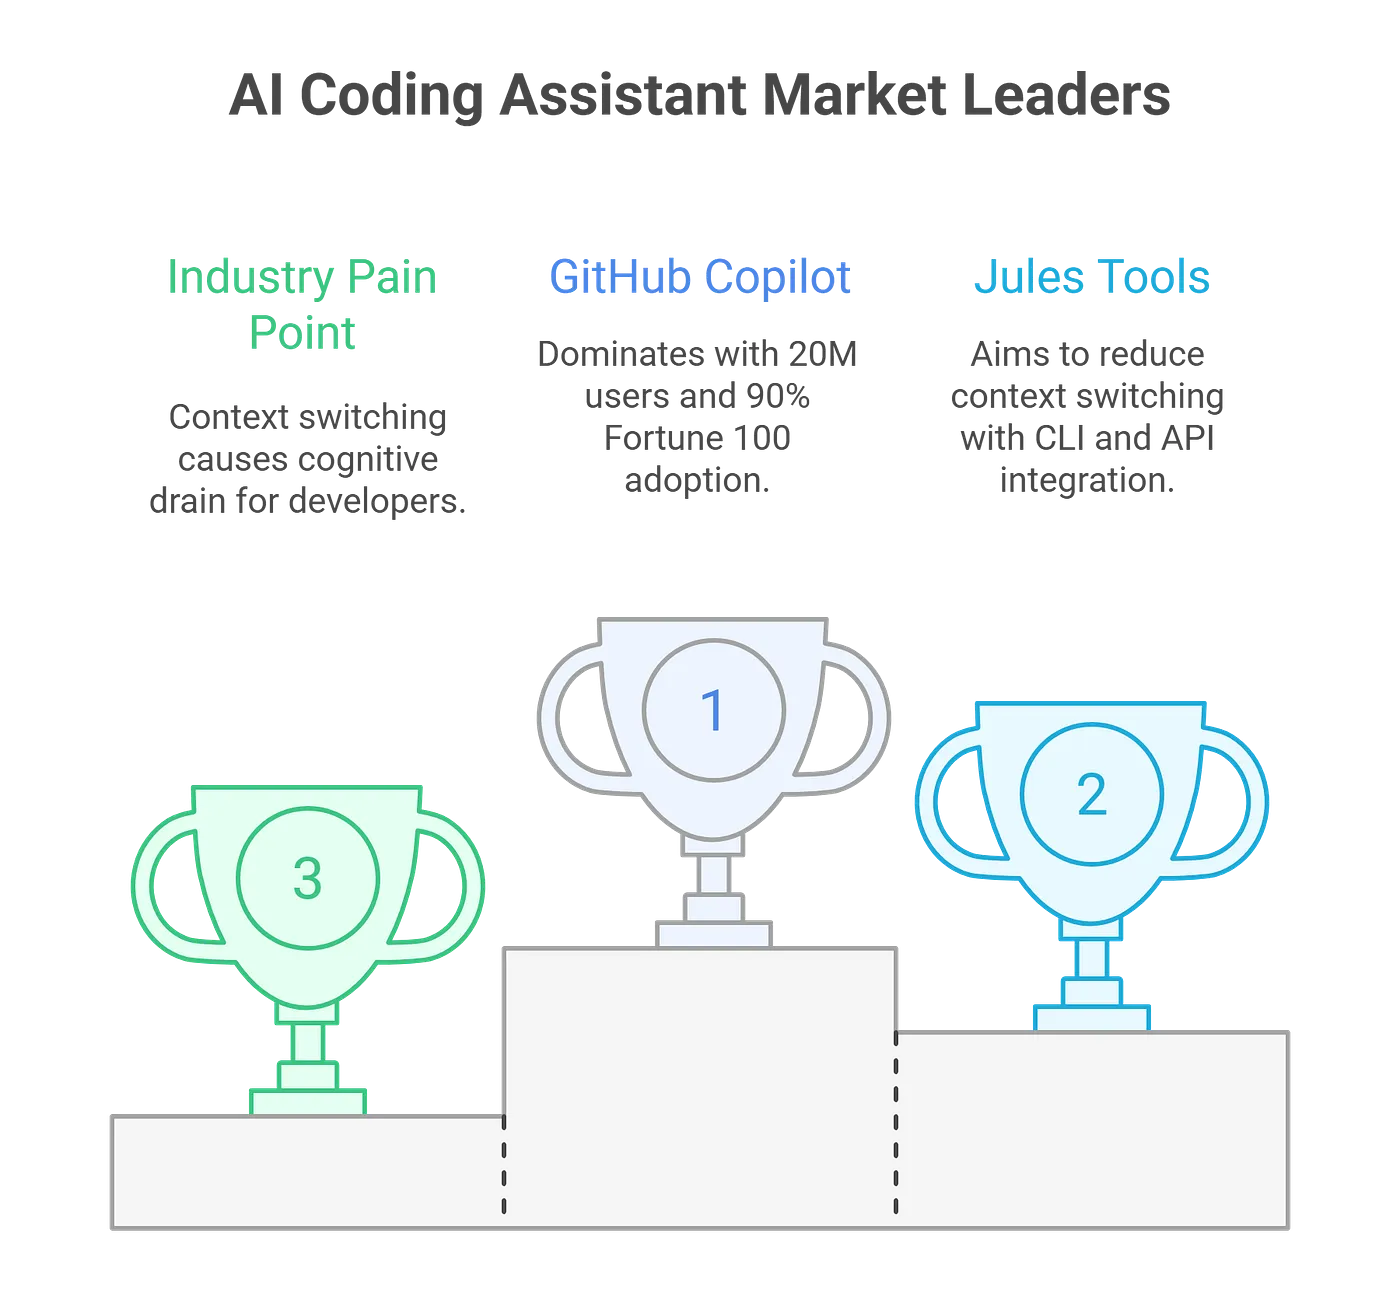 AI Coding Assistant Market Leaders
Industry Pain
Point
Context switching
causes cognitive
drain for developers.
GitHub Copilot
Dominates with 20M
users and 90%
Fortune 100
adoption.
Jules Tools
Aims to reduce
context switching
with CLI and API
integration.
3
1
2